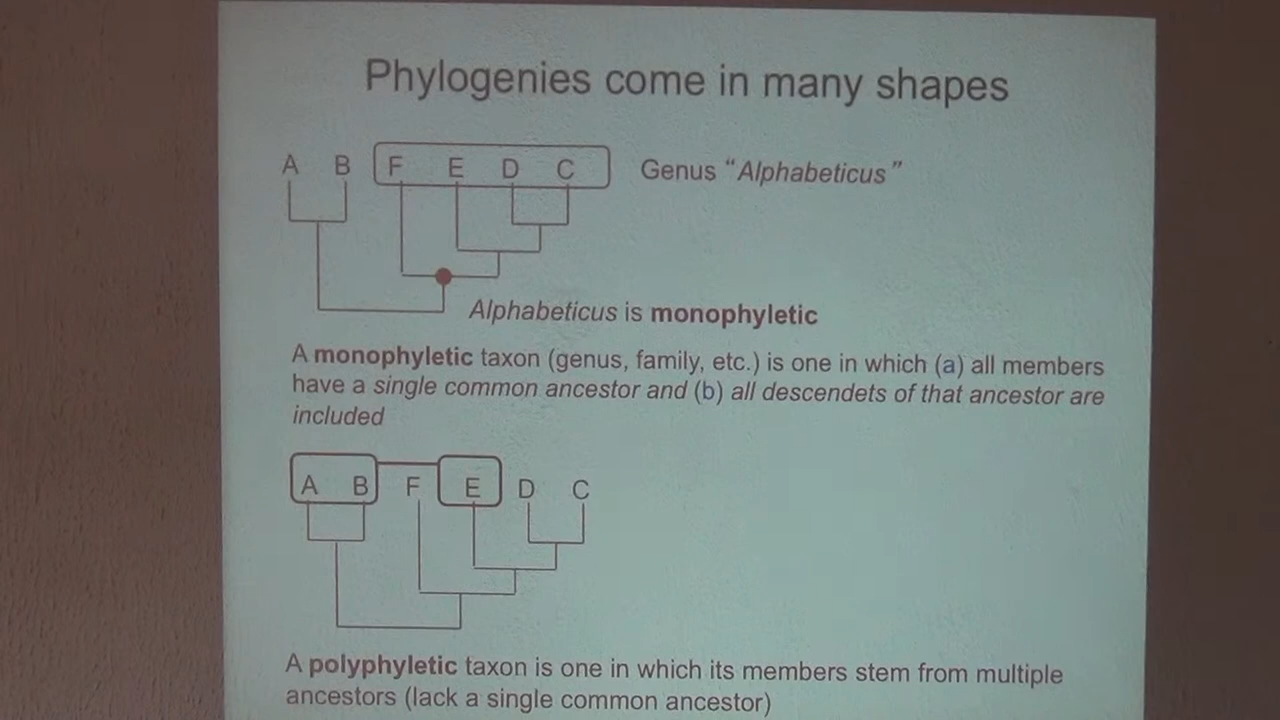 Phylogenies come in many shapes
A B F E D C Genus “Alphabeticus”
Alphabeticus is monophyletic
A monophyletic taxon (genus, family, etc.) is one in which (a) all members
have a single common ancestor and (b) all descendets of that ancestor are
included
A B F E D C
A polyphyletic taxon is one in which its members stem from multiple
ancestors (lack a single common ancestor)